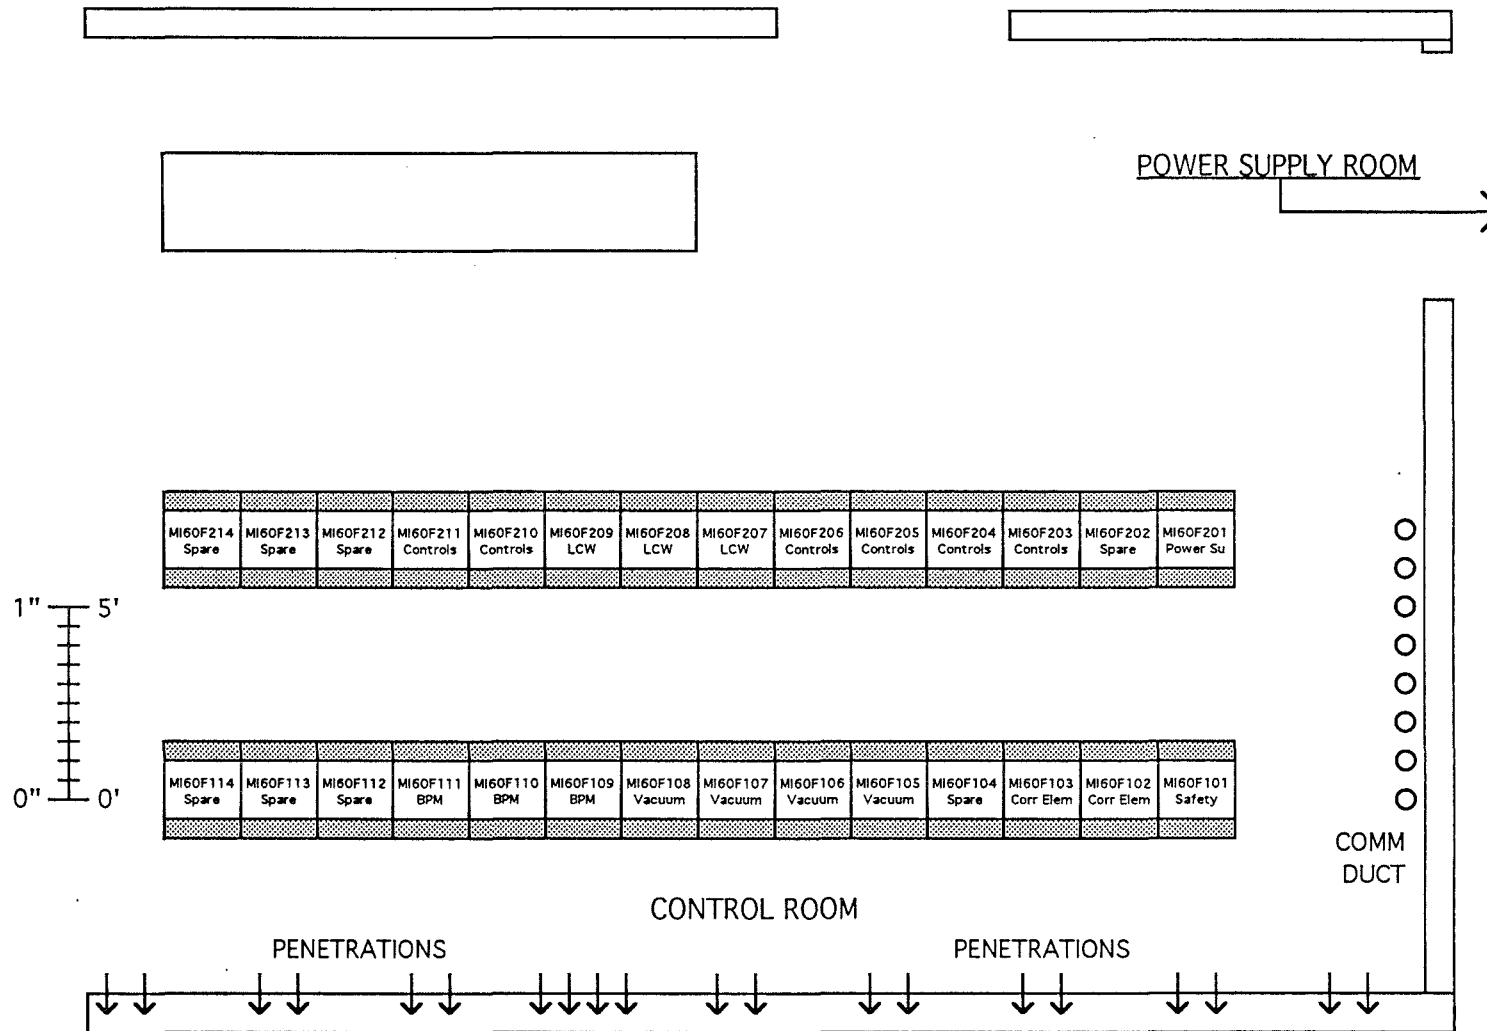 POWER SUPPLY ROOM
MI60F214 MI60F213 MI60F212 MI60F211 MI60F210 MI60F209 MI60F208 MI60F207 MI60F206 MI60F205 MI60F204 MI60F203 MI60F202 MI60F201
Spare Spare Spare Controls Controls LCW LCW LCW Controls Controls Controls Controls Spare Power Su
1" 5'
0" 0'
MI60F114 MI60F113 MI60F112 MI60F111 MI60F110 MI60F109 MI60F108 MI60F107 MI60F106 MI60F105 MI60F104 MI60F103 MI60F102 MI60F101
Spare Spare Spare BPM BPM BPM Vacuum Vacuum Vacuum Vacuum Spare Corr Elem Corr Elem Safety
COMM
DUCT
CONTROL ROOM
PENETRATIONS PENETRATIONS